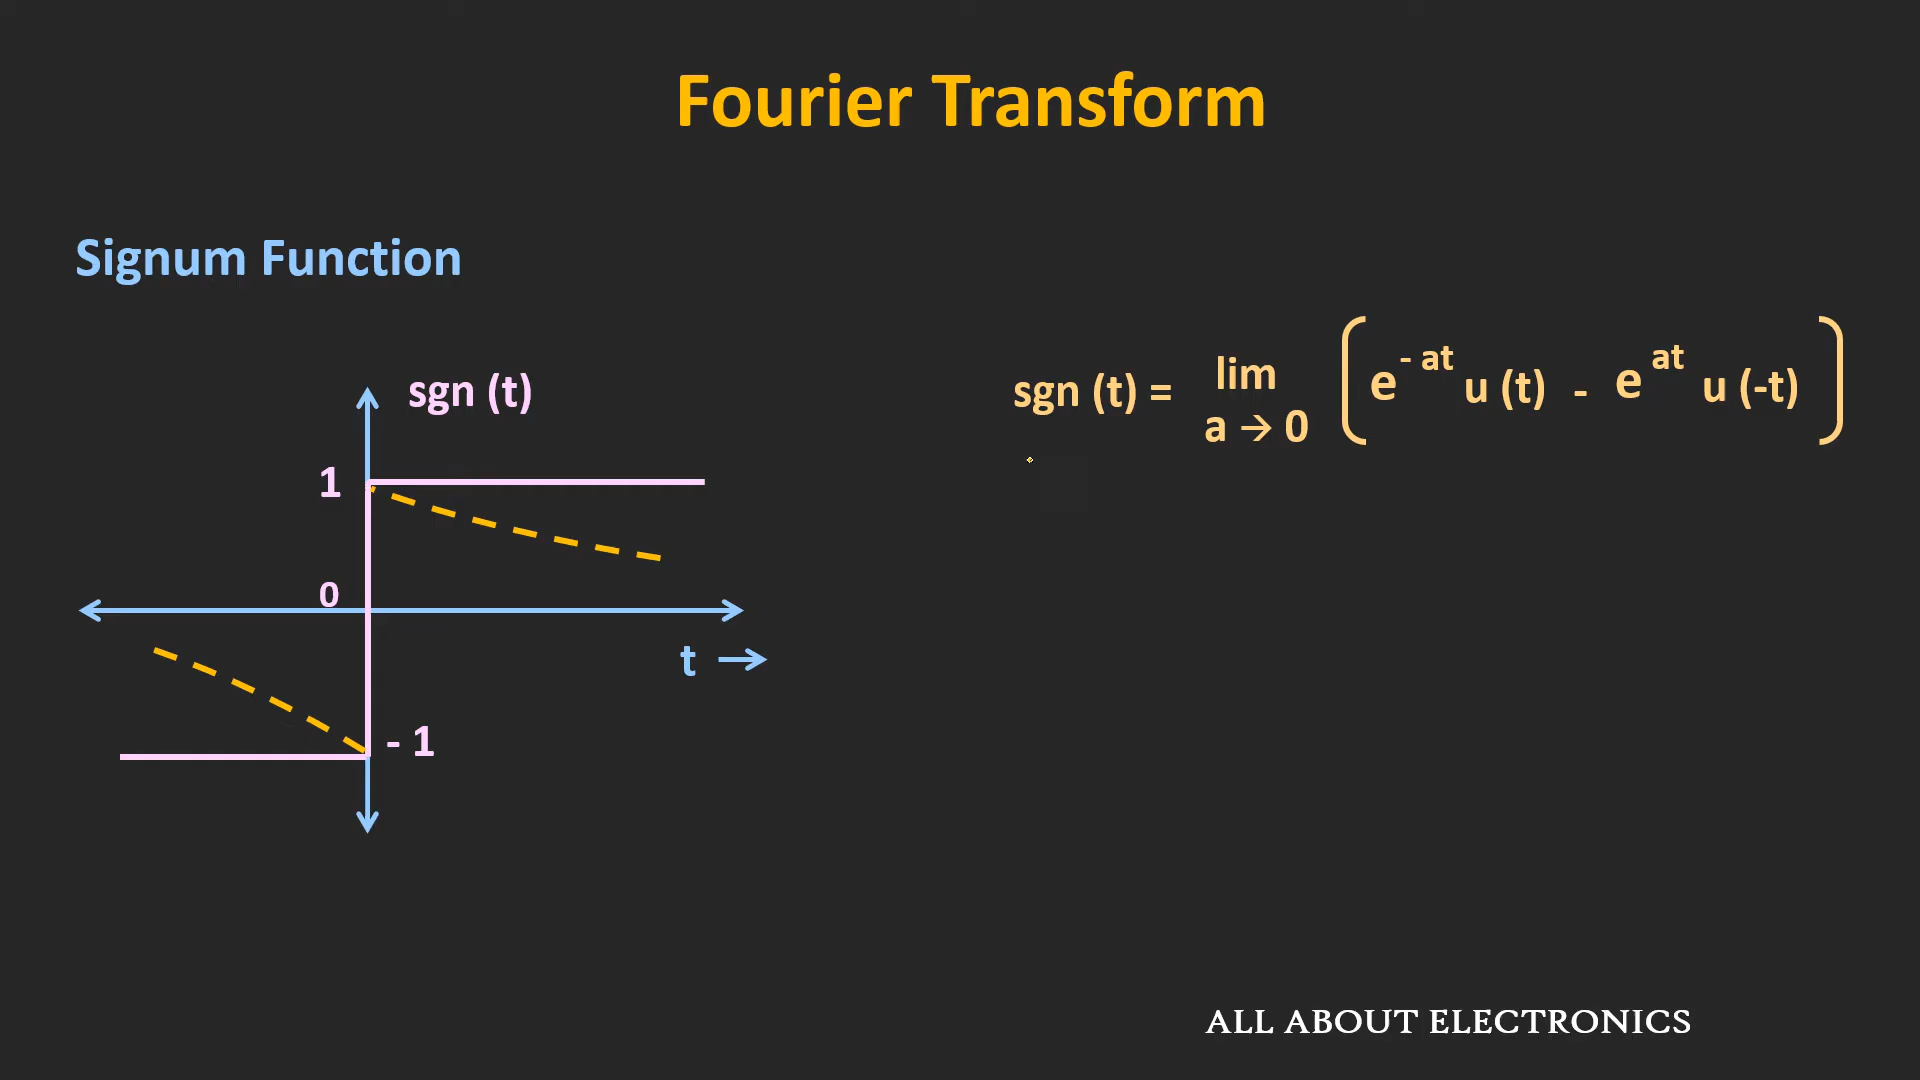 Fourier Transform
Signum Function
sgn (t)
1
0
t →
- 1
sgn (t) = lim a → 0 ( e^{- at} u (t) - e^{at} u (-t) )
ALL ABOUT ELECTRONICS